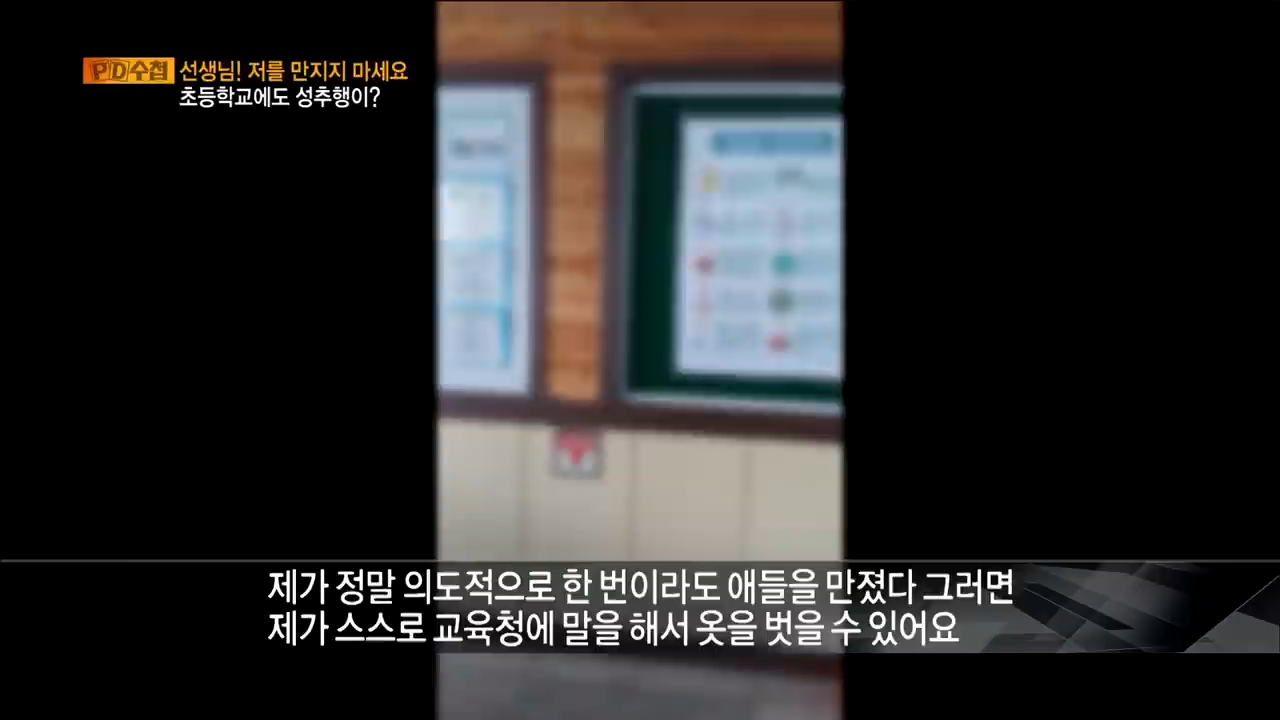 PD수첩 선생님! 저를 만지지 마세요
초등학교에도 성추행이?
제가 정말 의도적으로 한 번이라도 애들을 만졌다 그러면
제가 스스로 교육청에 말을 해서 옷을 벗을 수 있어요